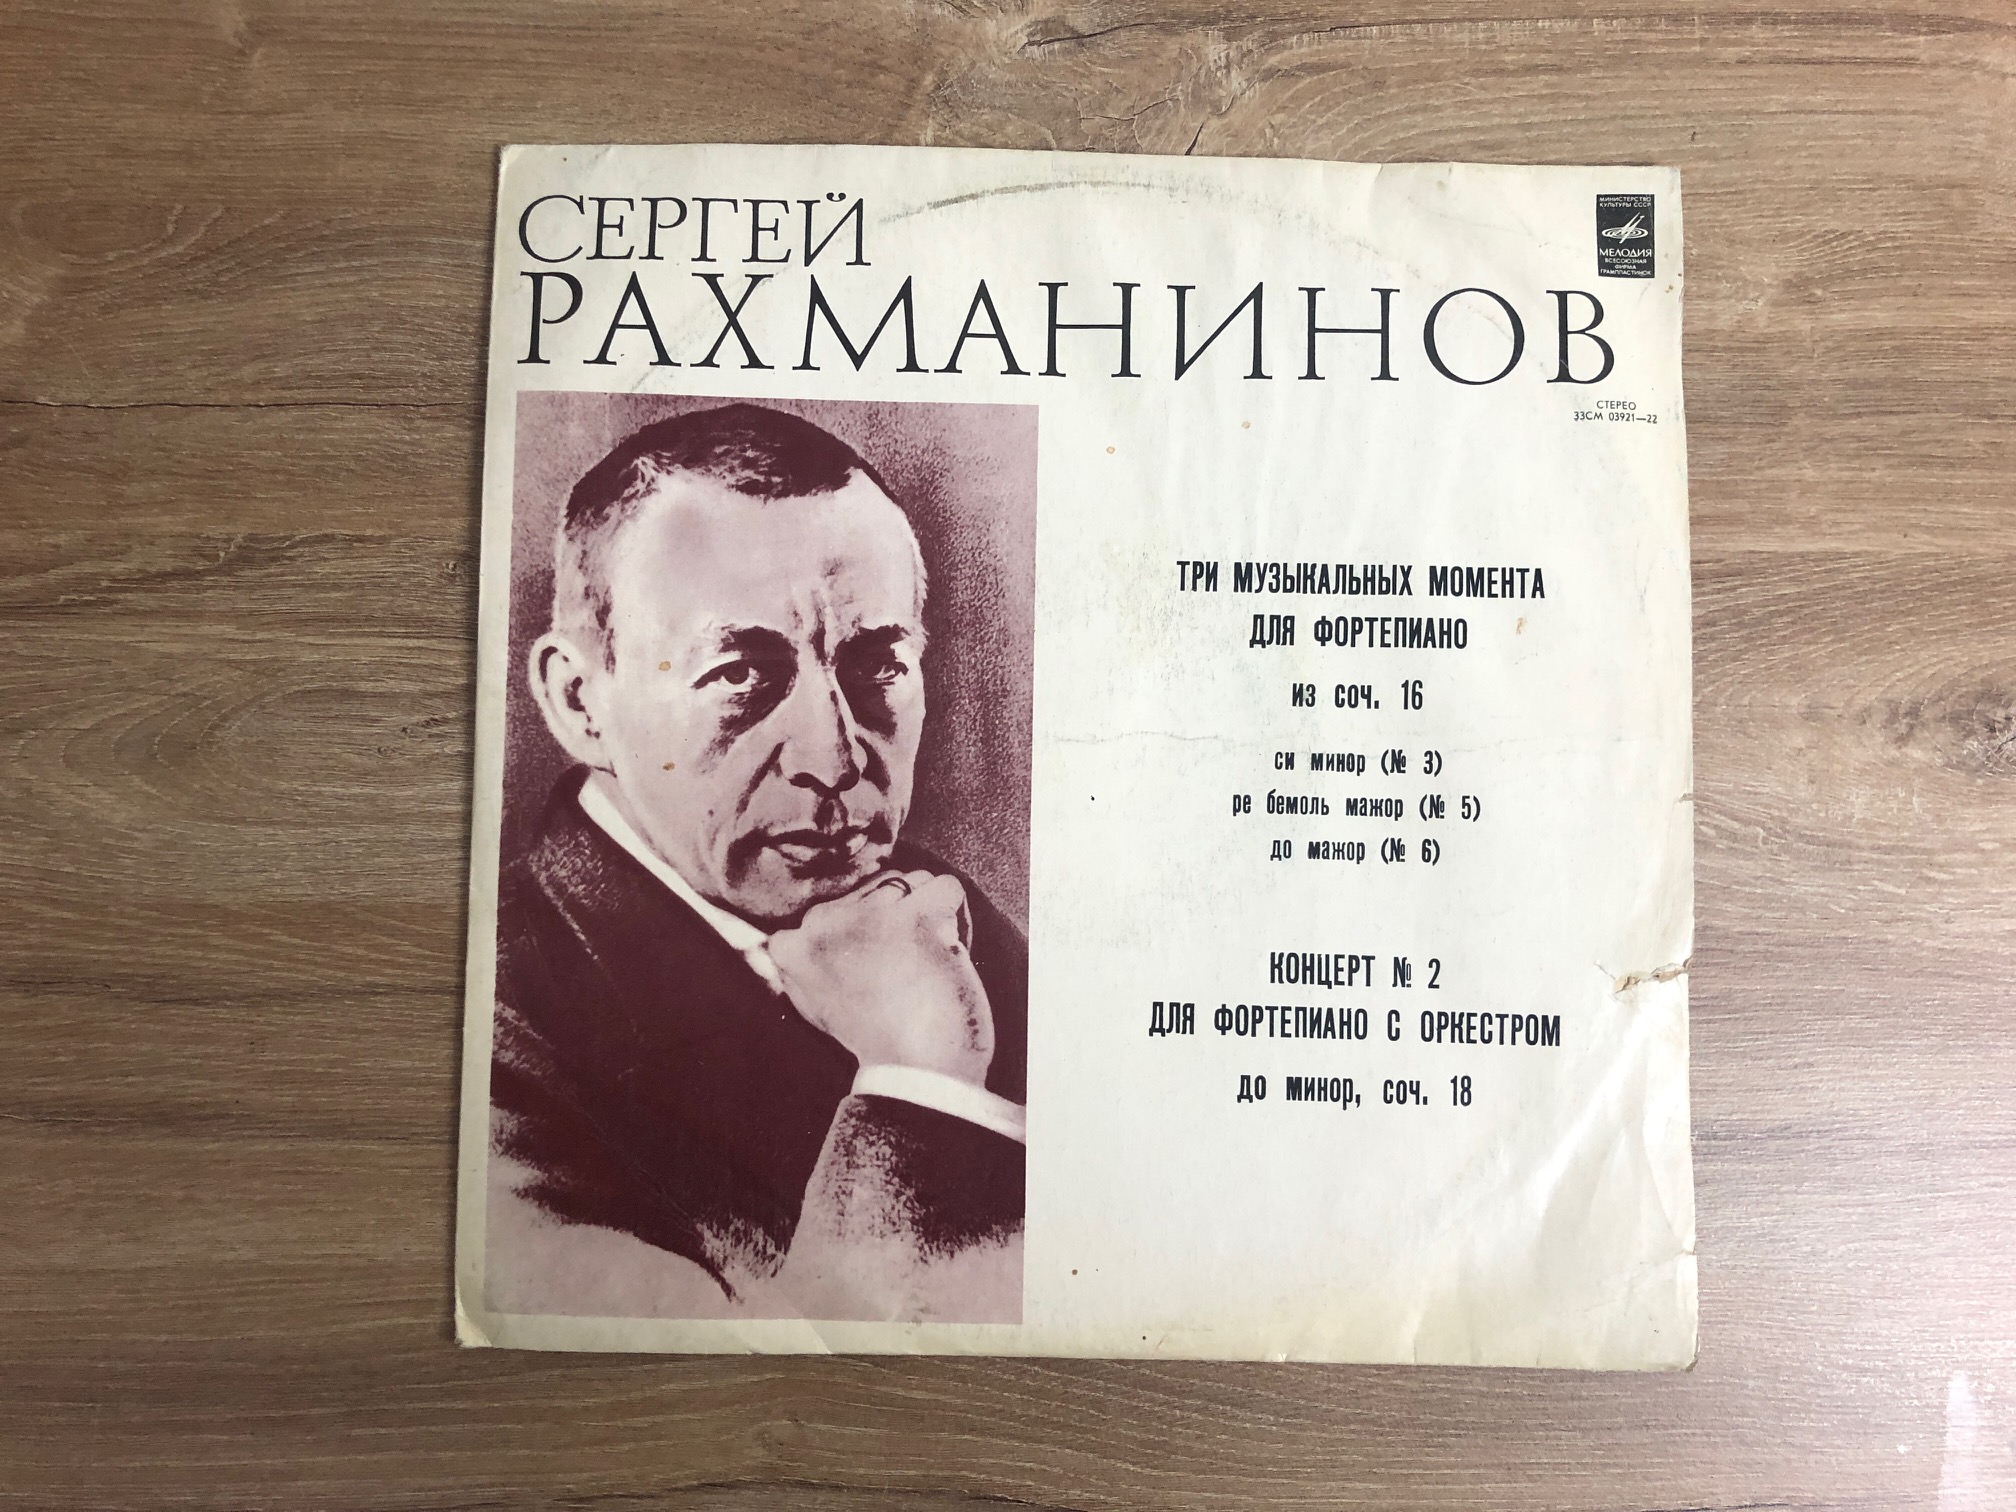 СЕРГЕЙ
РАХМАНИНОВ
МИНИСТЕРСТВО
КУЛЬТУРЫ СССР
МЕЛОДИЯ
ВСЕСОЮЗНАЯ
ФИРМА
ГРАМПЛАСТИНОК
СТЕРЕО
33СМ 03921—22
ТРИ МУЗЫКАЛЬНЫХ МОМЕНТА
ДЛЯ ФОРТЕПИАНО
из соч. 16
си минор (№ 3)
ре бемоль мажор (№ 5)
до мажор (№ 6)
КОНЦЕРТ № 2
ДЛЯ ФОРТЕПИАНО С ОРКЕСТРОМ
до минор, соч. 18